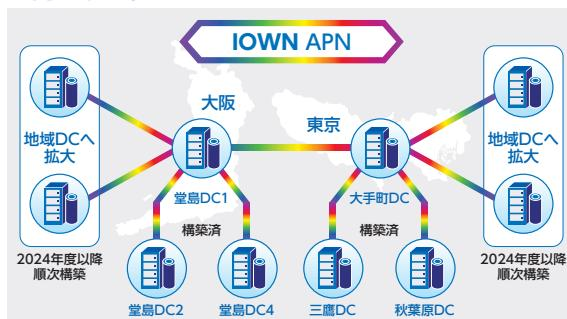 IOWN APN
大阪
東京
地域DCへ
拡大
地域DCへ
拡大
堂島DC1
大手町DC
2024年度以降
順次構築
構築済
構築済
2024年度以降
順次構築
堂島DC2
堂島DC4
三鷹DC
秋葉原DC